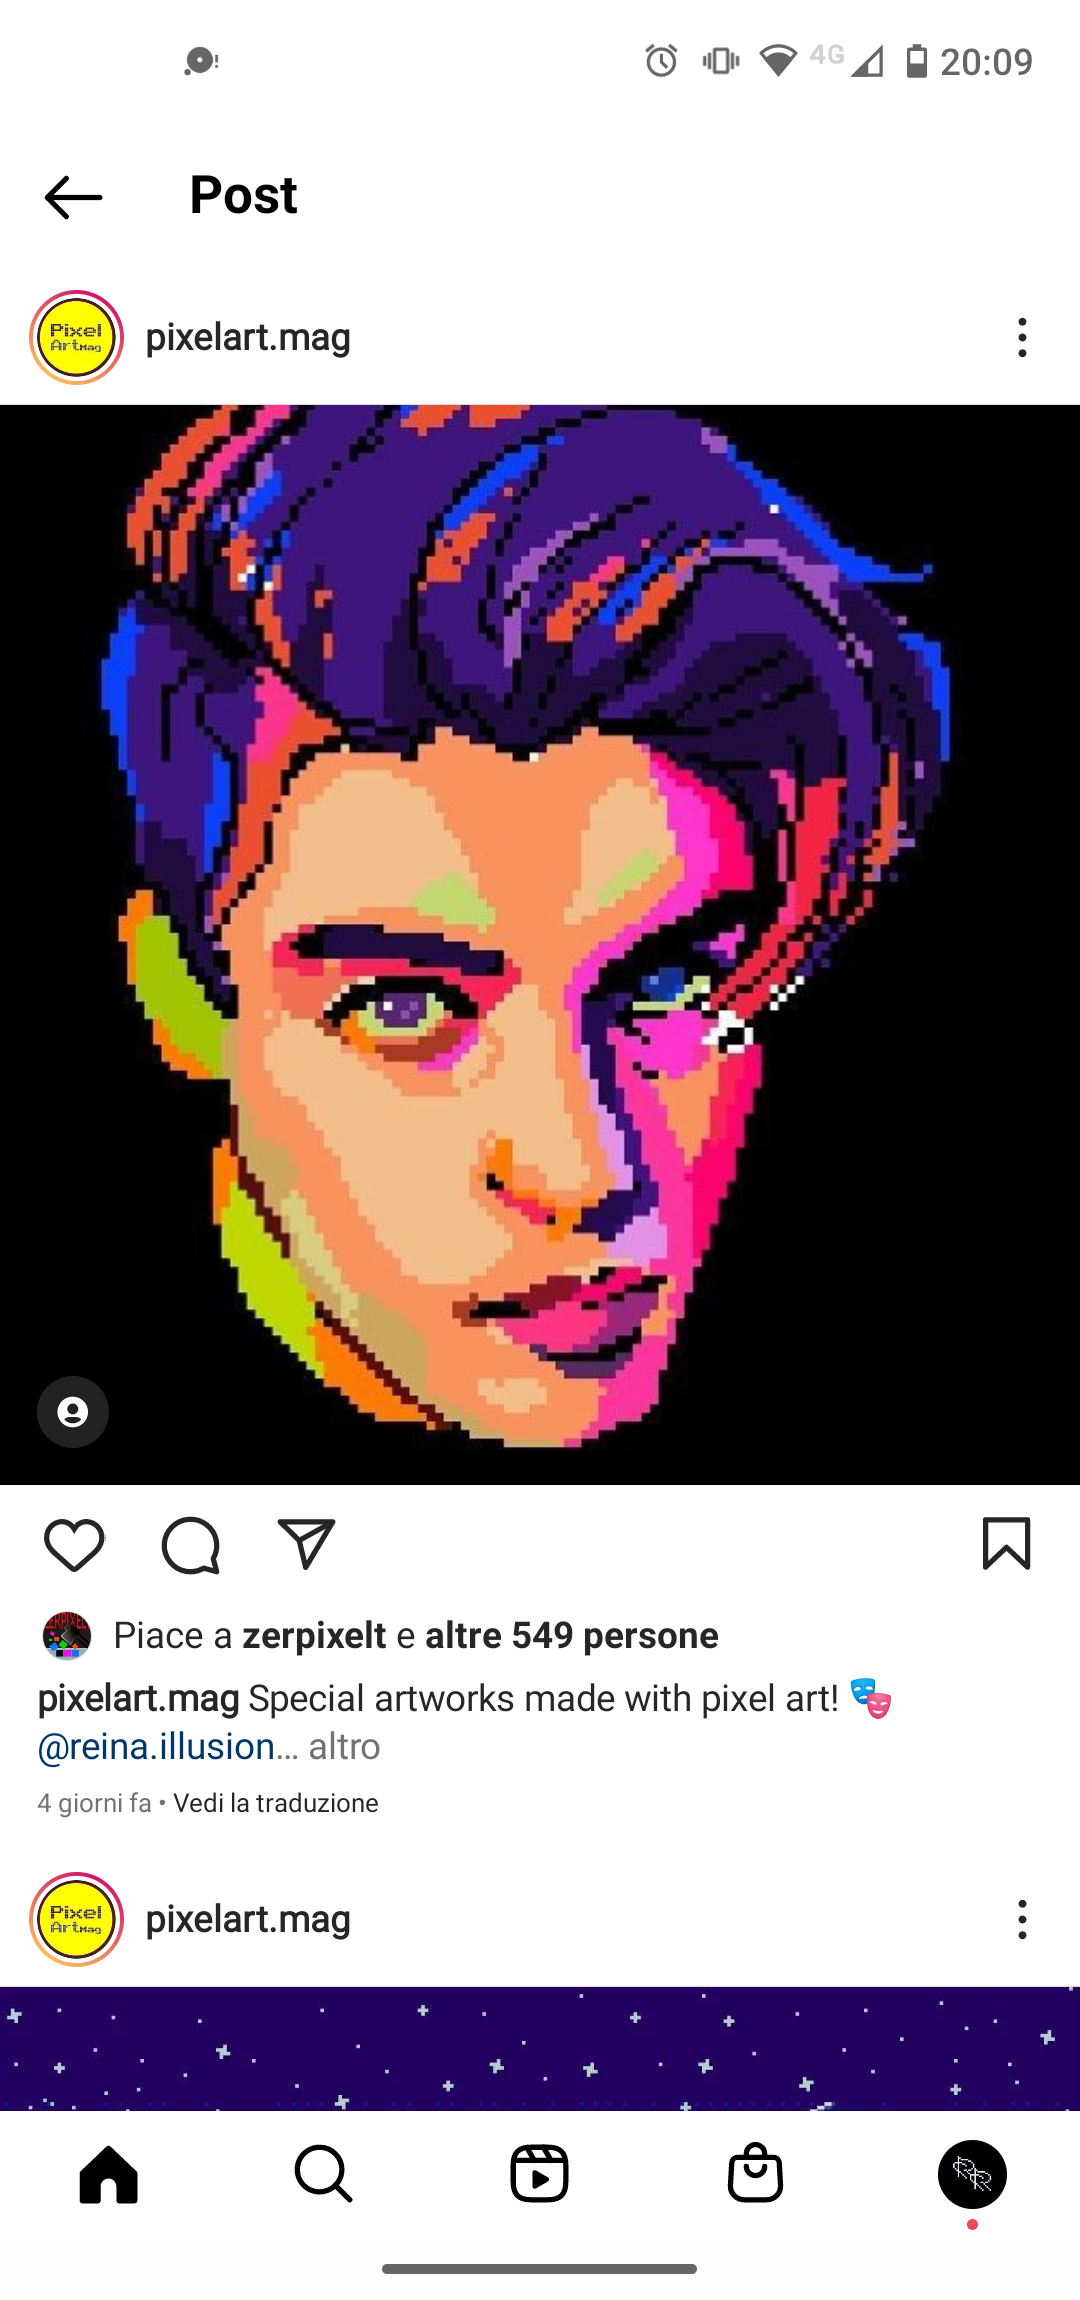 4G 20:09
Post
Pixel
ArtMag
pixelart.mag
Piace a zerpixelt e altre 549 persone
pixelart.mag Special artworks made with pixel art! 🎭
@reina.illusion... altro
4 giorni fa • Vedi la traduzione
Pixel
ArtMag
pixelart.mag